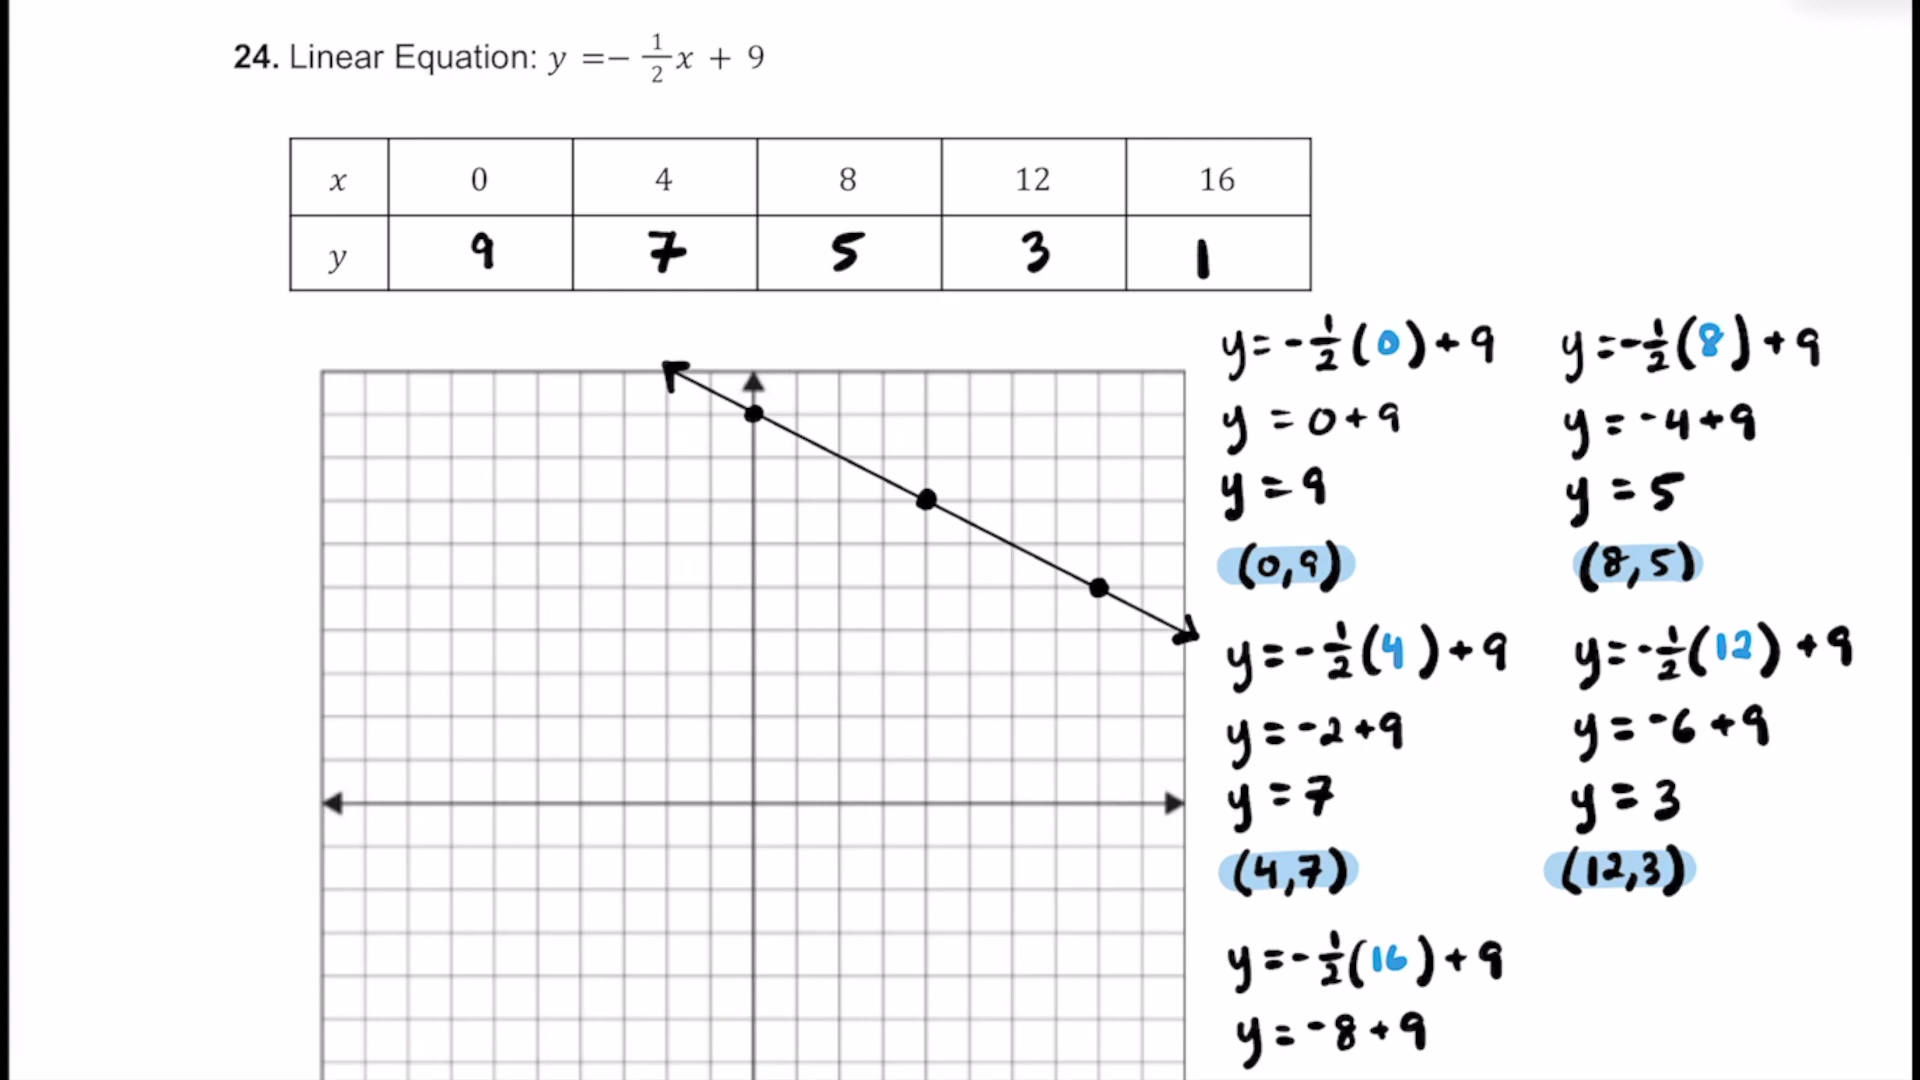 24. Linear Equation: y =− 1/2 x + 9
x 0 4 8 12 16
y 9 7 5 3 1
y = -1/2(0) + 9
y = 0 + 9
y = 9
(0,9)
y = -1/2(4) + 9
y = -2 + 9
y = 7
(4,7)
y = -1/2(16) + 9
y = -8 + 9
y = -1/2(8) + 9
y = -4 + 9
y = 5
(8,5)
y = -1/2(12) + 9
y = -6 + 9
y = 3
(12,3)